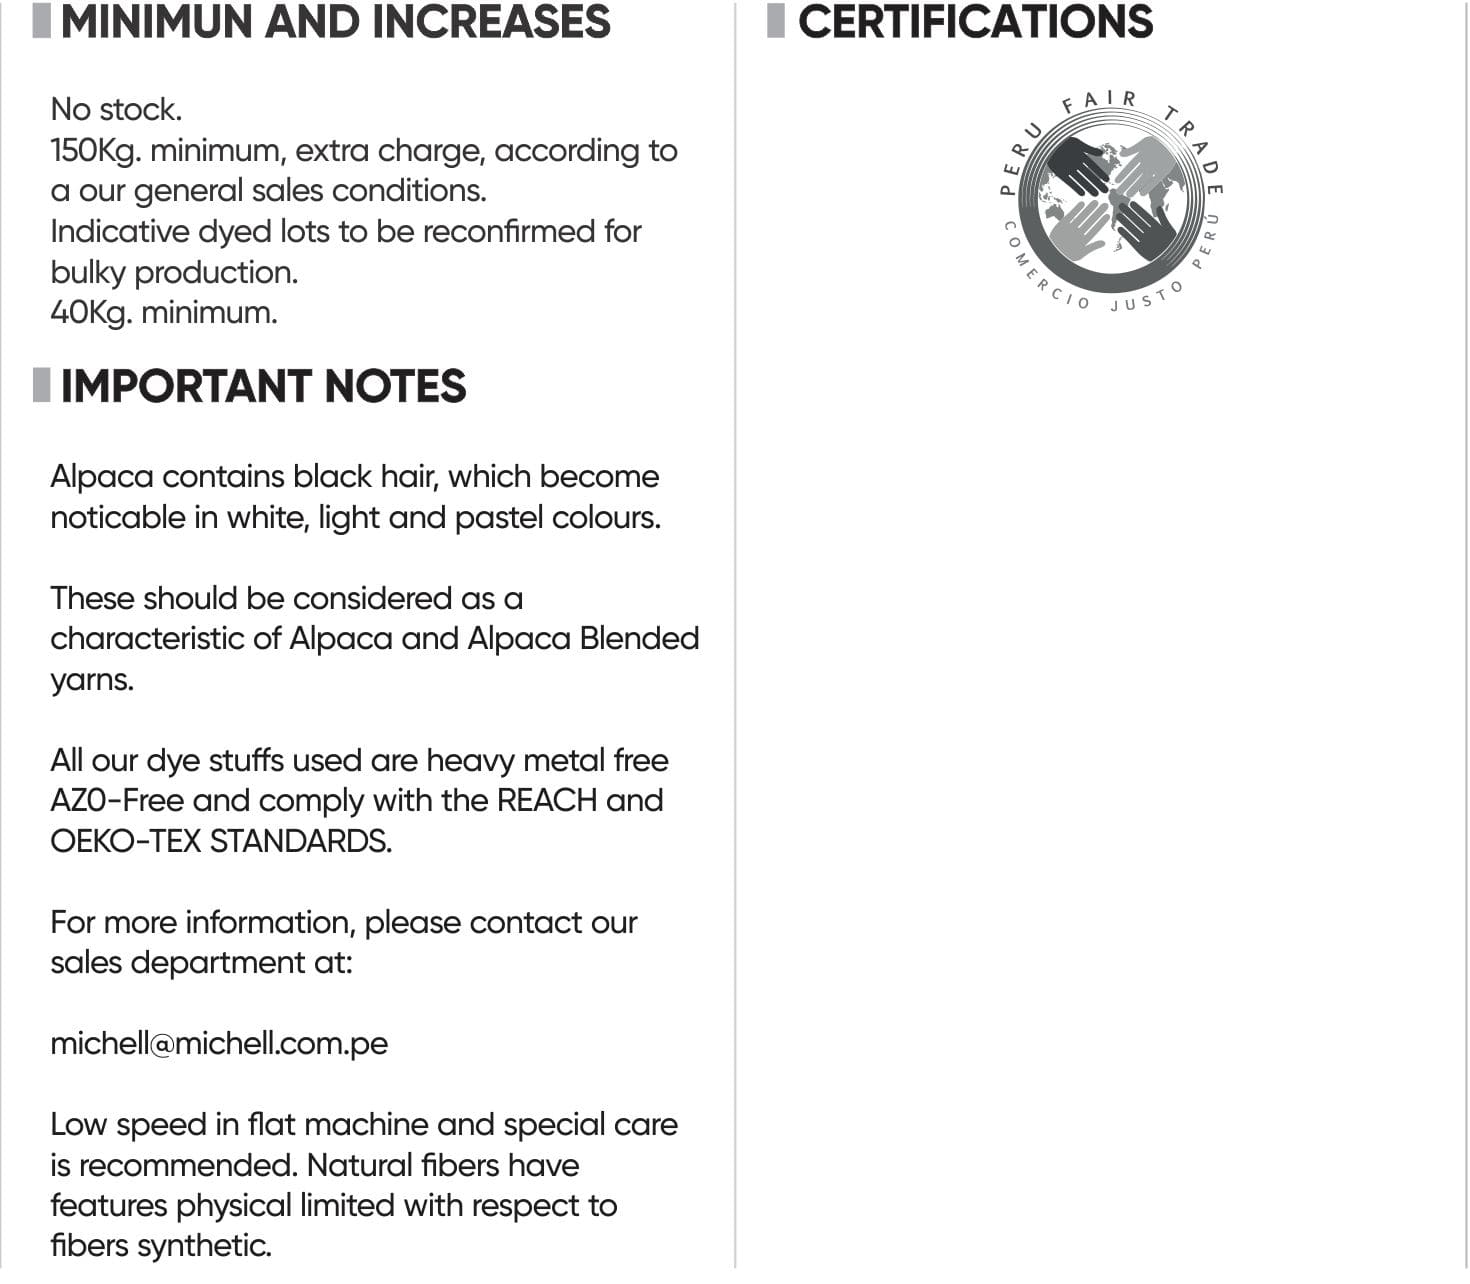 MINIMUN AND INCREASES
No stock.
150Kg. minimum, extra charge, according to
a our general sales conditions.
Indicative dyed lots to be reconfirmed for
bulky production.
40Kg. minimum.
IMPORTANT NOTES
Alpaca contains black hair, which become
noticable in white, light and pastel colours.
These should be considered as a
characteristic of Alpaca and Alpaca Blended
yarns.
All our dye stuffs used are heavy metal free
AZO-Free and comply with the REACH and
OEKO-TEX STANDARDS.
For more information, please contact our
sales department at:
michell@michell.com.pe
Low speed in flat machine and special care
is recommended. Natural fibers have
features physical limited with respect to
fibers synthetic.
CERTIFICATIONS
PERU FAIR TRADE
COMERCIO JUSTO PERÚ